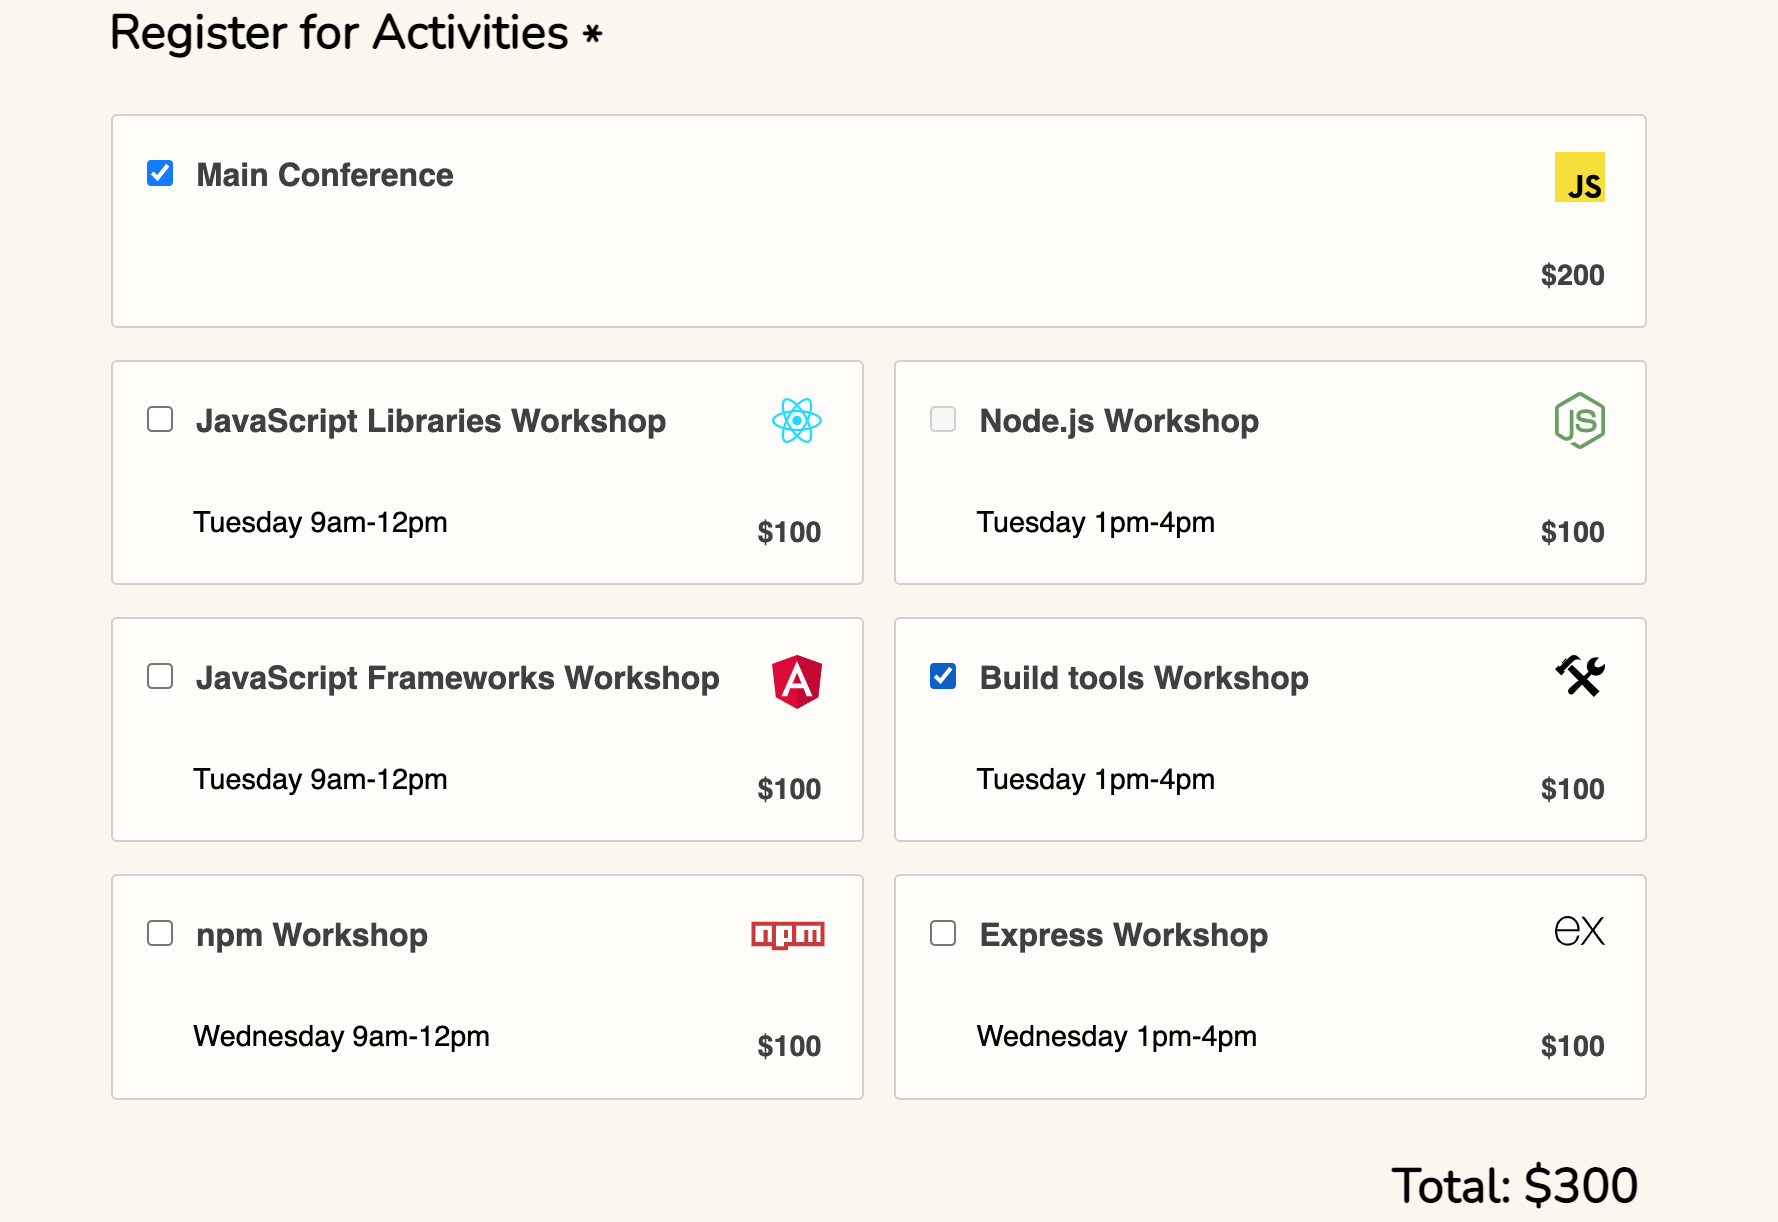 Register for Activities *
Main Conference
JS
$200
JavaScript Libraries Workshop
Tuesday 9am-12pm
$100
Node.js Workshop
JS
Tuesday 1pm-4pm
$100
JavaScript Frameworks Workshop
A
Tuesday 9am-12pm
$100
Build tools Workshop
Tuesday 1pm-4pm
$100
npm Workshop
npm
Wednesday 9am-12pm
$100
Express Workshop
ex
Wednesday 1pm-4pm
$100
Total: $300